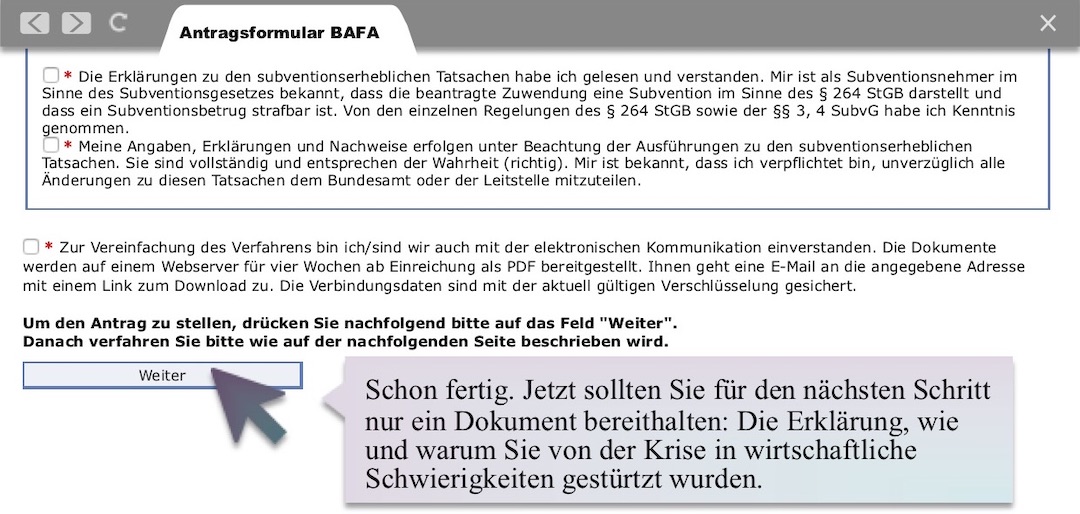 Antragsformular BAFA
* Die Erklärungen zu den subventionserheblichen Tatsachen habe ich gelesen und verstanden. Mir ist als Subventionsnehmer im
Sinne des Subventionsgesetzes bekannt, dass die beantragte Zuwendung eine Subvention im Sinne des § 264 StGB darstellt und
dass ein Subventionsbetrug strafbar ist. Von den einzelnen Regelungen des § 264 StGB sowie der §§ 3, 4 SubvG habe ich Kenntnis
genommen.
* Meine Angaben, Erklärungen und Nachweise erfolgen unter Beachtung der Ausführungen zu den subventionserheblichen
Tatsachen. Sie sind vollständig und entsprechen der Wahrheit (richtig). Mir ist bekannt, dass ich verpflichtet bin, unverzüglich alle
Änderungen zu diesen Tatsachen dem Bundesamt oder der Leitstelle mitzuteilen.
* Zur Vereinfachung des Verfahrens bin ich/sind wir auch mit der elektronischen Kommunikation einverstanden. Die Dokumente
werden auf einem Webserver für vier Wochen ab Einreichung als PDF bereitgestellt. Ihnen geht eine E-Mail an die angegebene Adresse
mit einem Link zum Download zu. Die Verbindungsdaten sind mit der aktuell gültigen Verschlüsselung gesichert.
Um den Antrag zu stellen, drücken Sie nachfolgend bitte auf das Feld "Weiter".
Danach verfahren Sie bitte wie auf der nachfolgenden Seite beschrieben wird.
Weiter
Schon fertig. Jetzt sollten Sie für den nächsten Schritt
nur ein Dokument bereithalten: Die Erklärung, wie
und warum Sie von der Krise in wirtschaftliche
Schwierigkeiten gestürtzt wurden.